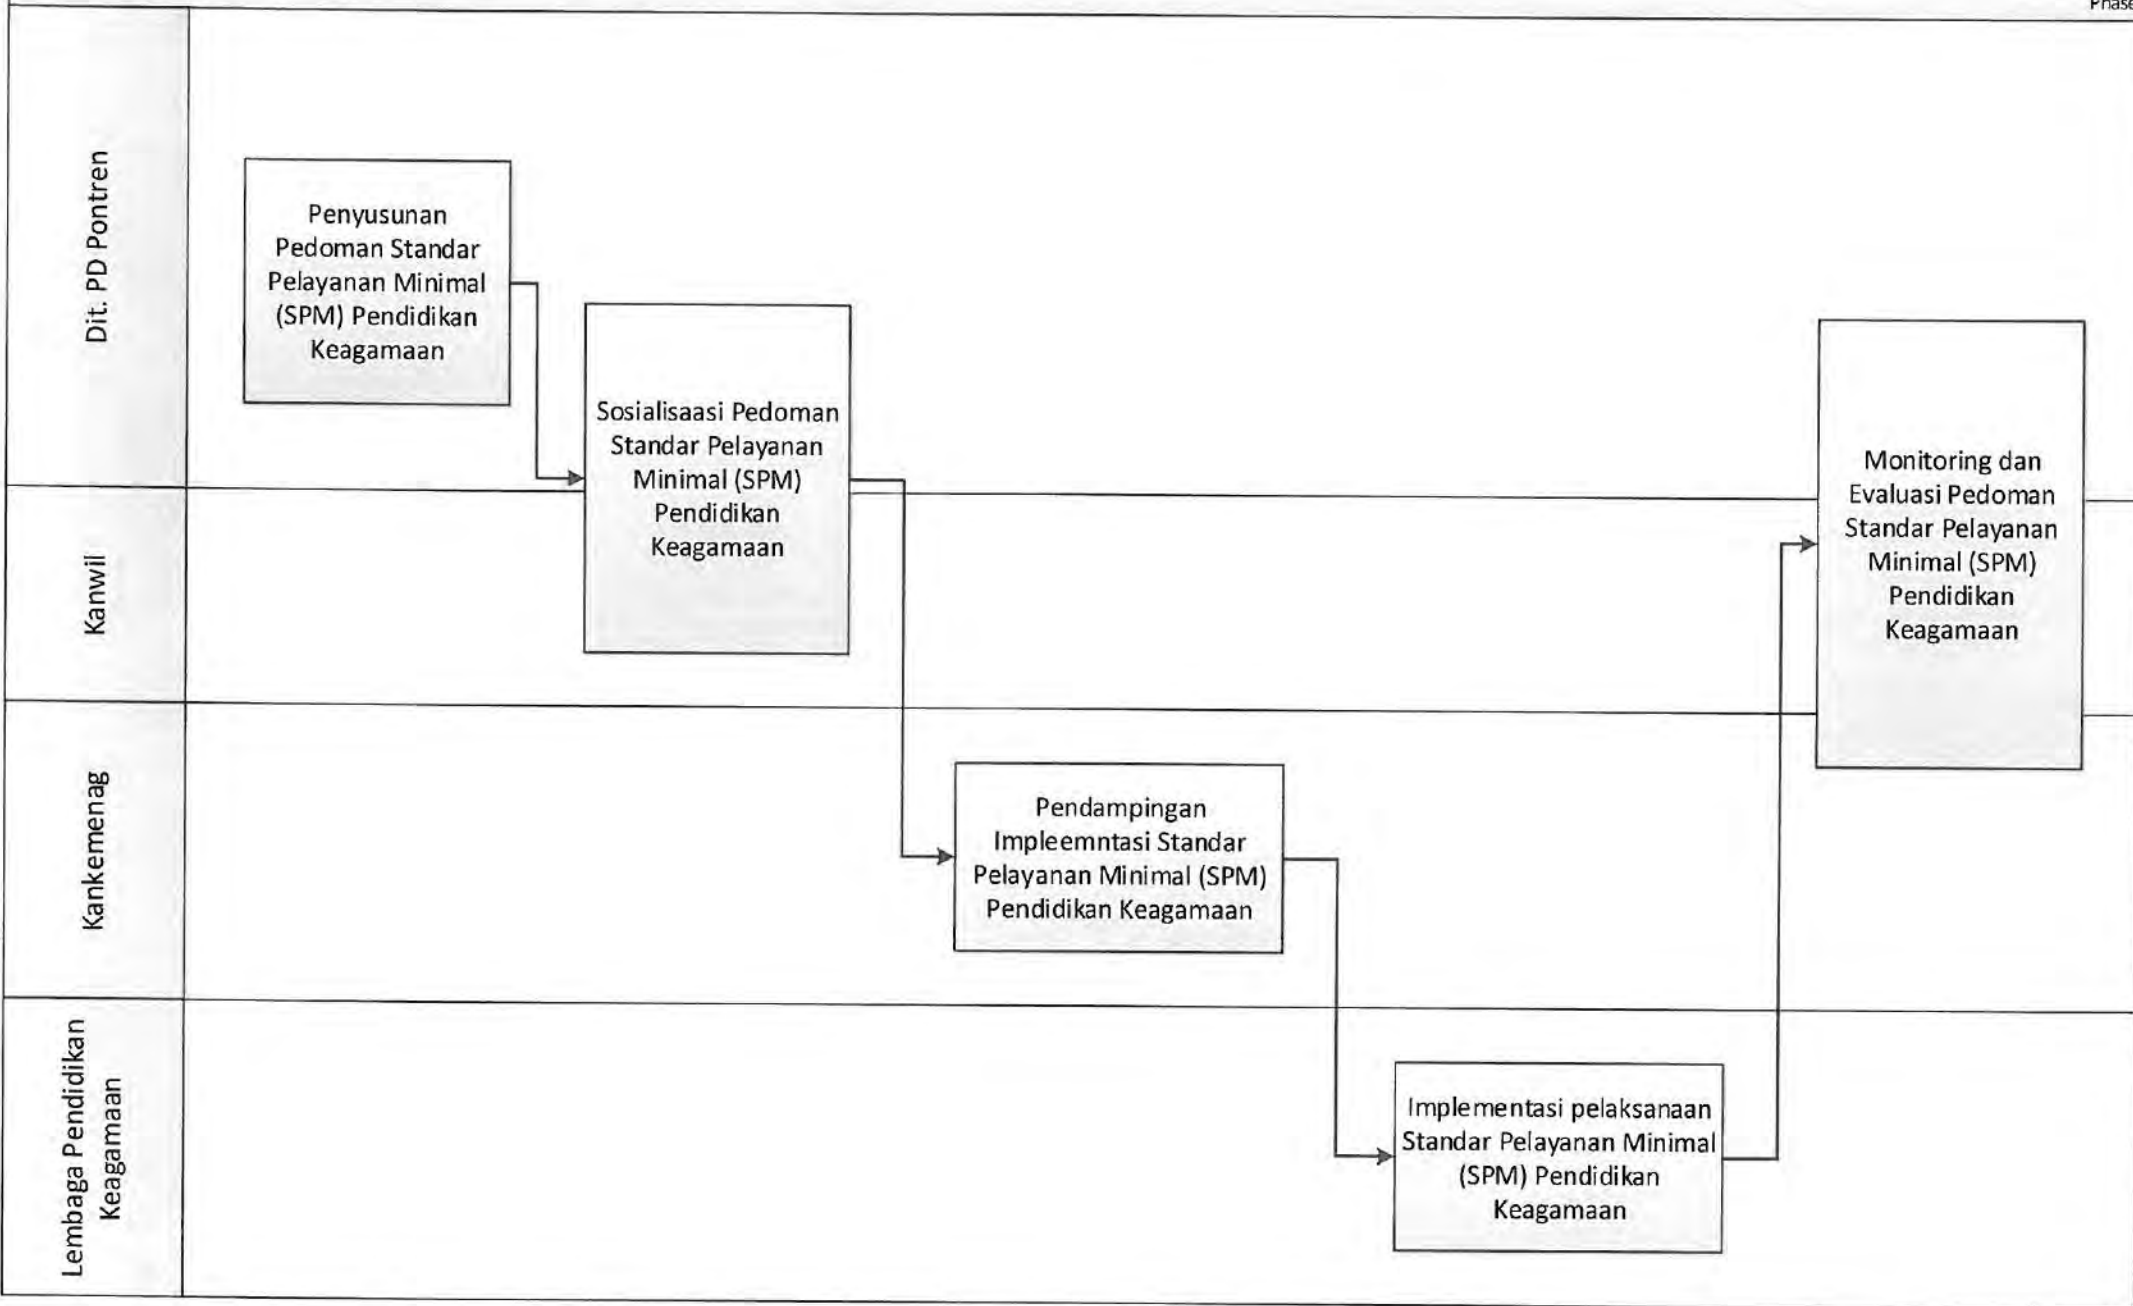 Phase
Dit. PD Pontren
Penyusunan
Pedoman Standar
Pelayanan Minimal
(SPM) Pendidikan
Keagamaan
Sosialisaasi Pedoman
Standar Pelayanan
Minimal (SPM)
Pendidikan
Keagamaan
Monitoring dan
Evaluasi Pedoman
Standar Pelayanan
Minimal (SPM)
Pendidikan
Keagamaan
Kanwil
Kankemenag
Pendampingan
Impleemntasi Standar
Pelayanan Minimal (SPM)
Pendidikan Keagamaan
Lembaga Pendidikan
Keagamaan
Implementasi pelaksanaan
Standar Pelayanan Minimal
(SPM) Pendidikan
Keagamaan